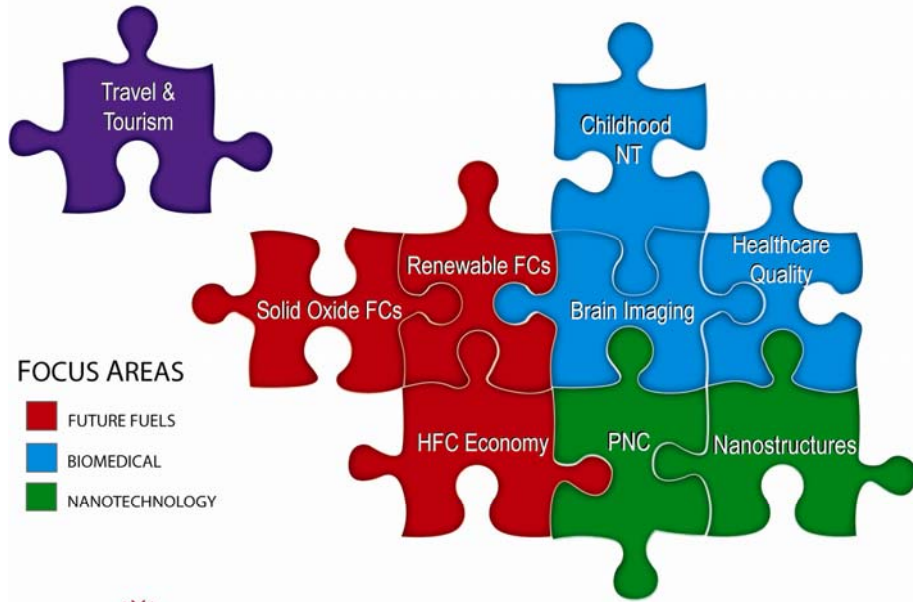 Travel &
Tourism
Childhood
NT
Healthcare
Quality
Renewable FCs
Solid Oxide FCs
Brain Imaging
FOCUS AREAS
FUTURE FUELS
BIOMEDICAL
NANOTECHNOLOGY
HFC Economy
PNC
Nanostructures